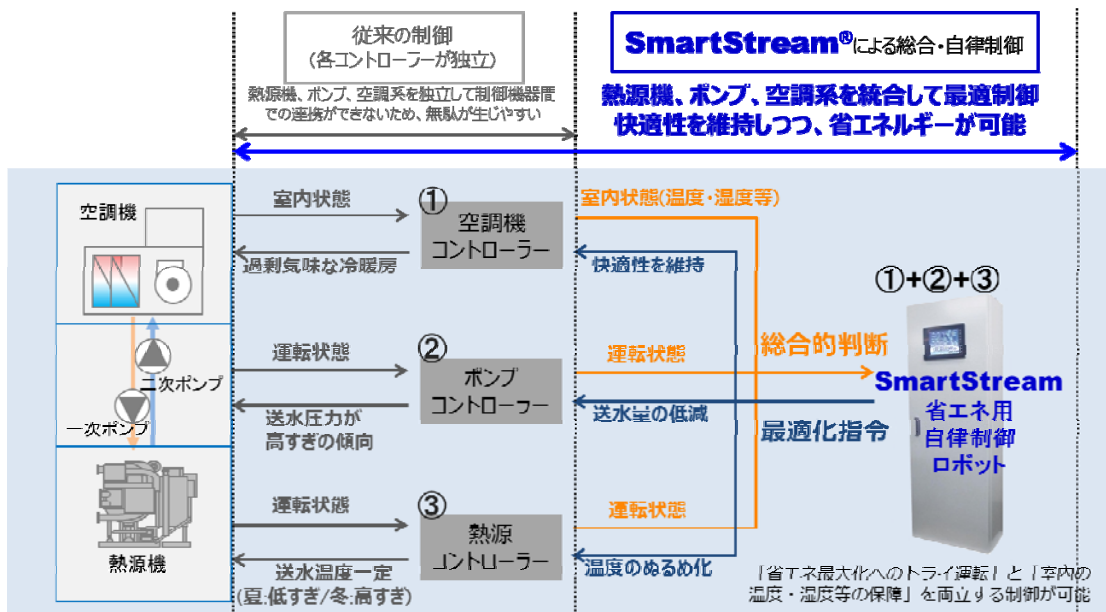 従来の制御
(各コントローラーが独立)
熱源機、ポンプ、空調系を独立して制御機器間
での連携ができないため、無駄が生じやすい
SmartStream®による総合・自律制御
熱源機、ポンプ、空調系を統合して最適制御
快適性を維持しつつ、省エネルギーが可能
空調機
室内状態
過剰気味な冷暖房
①
空調機
コントローラー
室内状態(温度・湿度等)
快適性を維持
①+②+③
二次ポンプ
一次ポンプ
運転状態
送水圧力が
高すぎの傾向
②
ポンプ
コントローラー
運転状態
送水量の低減
総合的判断
最適化指令
SmartStream
省エネ用
自律制御
ロボット
熱源機
運転状態
送水温度一定
(夏:低すぎ/冬:高すぎ)
③
熱源
コントローラー
運転状態
温度のぬるめ化
「省エネ最大化へのトライ運転」と「室内の
温度・湿度等の保障」を両立する制御が可能